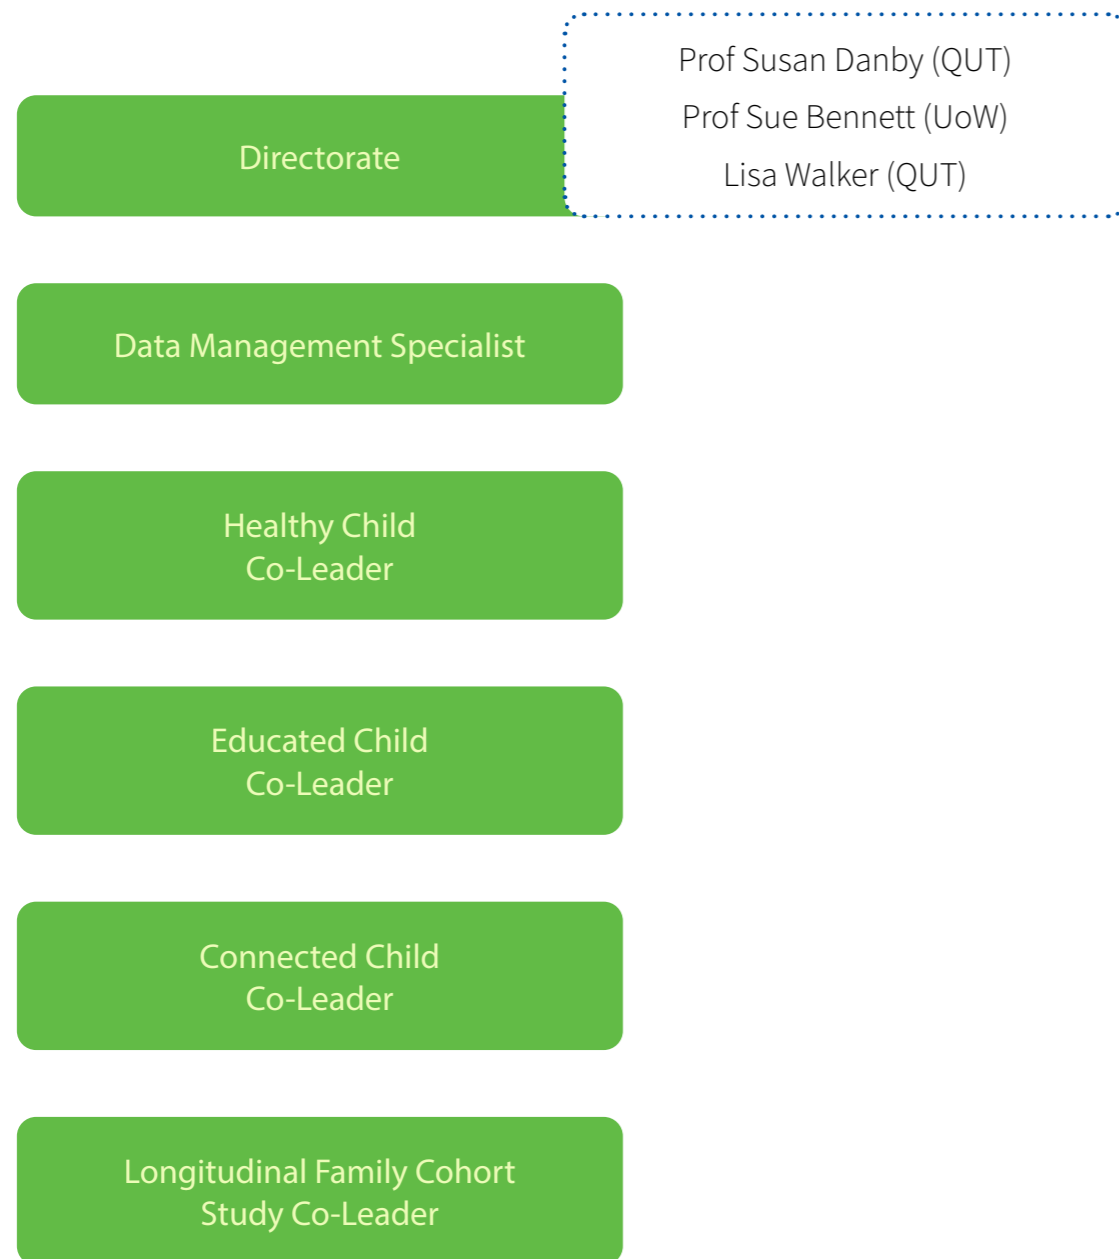 Prof Susan Danby (QUT)
Prof Sue Bennett (UoW)
Lisa Walker (QUT)
Directorate
Data Management Specialist
Healthy Child
Co-Leader
Educated Child
Co-Leader
Connected Child
Co-Leader
Longitudinal Family Cohort
Study Co-Leader